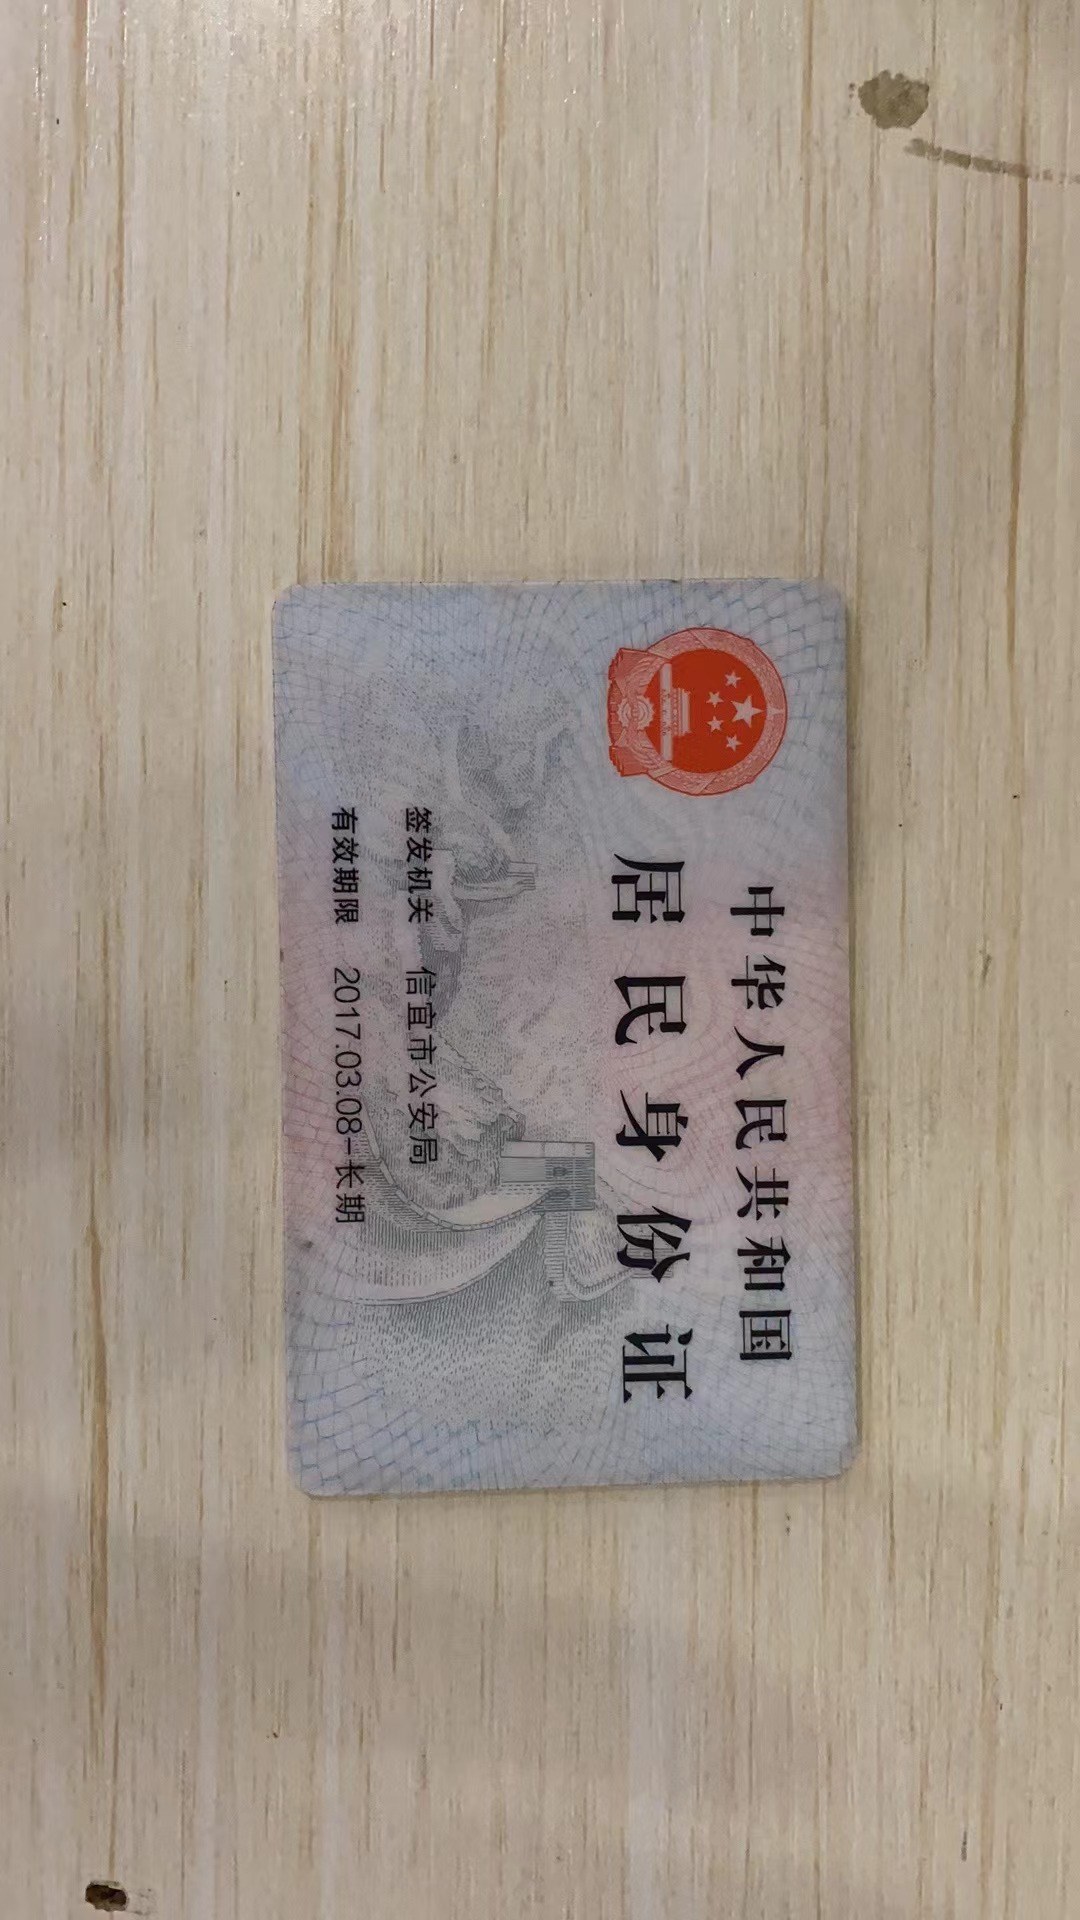 中华人民共和国
居民身份证
签发机关 信宜市公安局
有效期限 2017.03.08-长期